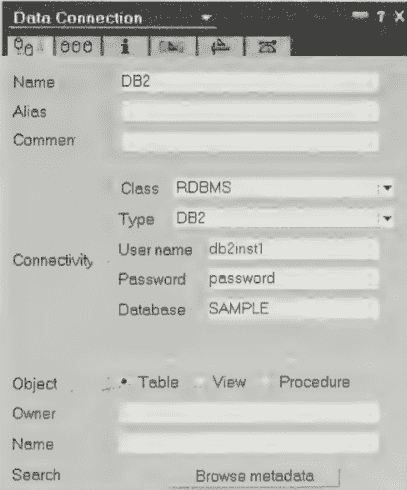 Data Connection
? X
i
Name DB2
Alias
Commen
Class RDBMS
Type DB2
User name db2inst1
Connectivity
Password password
Database SAMPLE
Object Table View Procedure
Owner
Name
Search Browse metadata